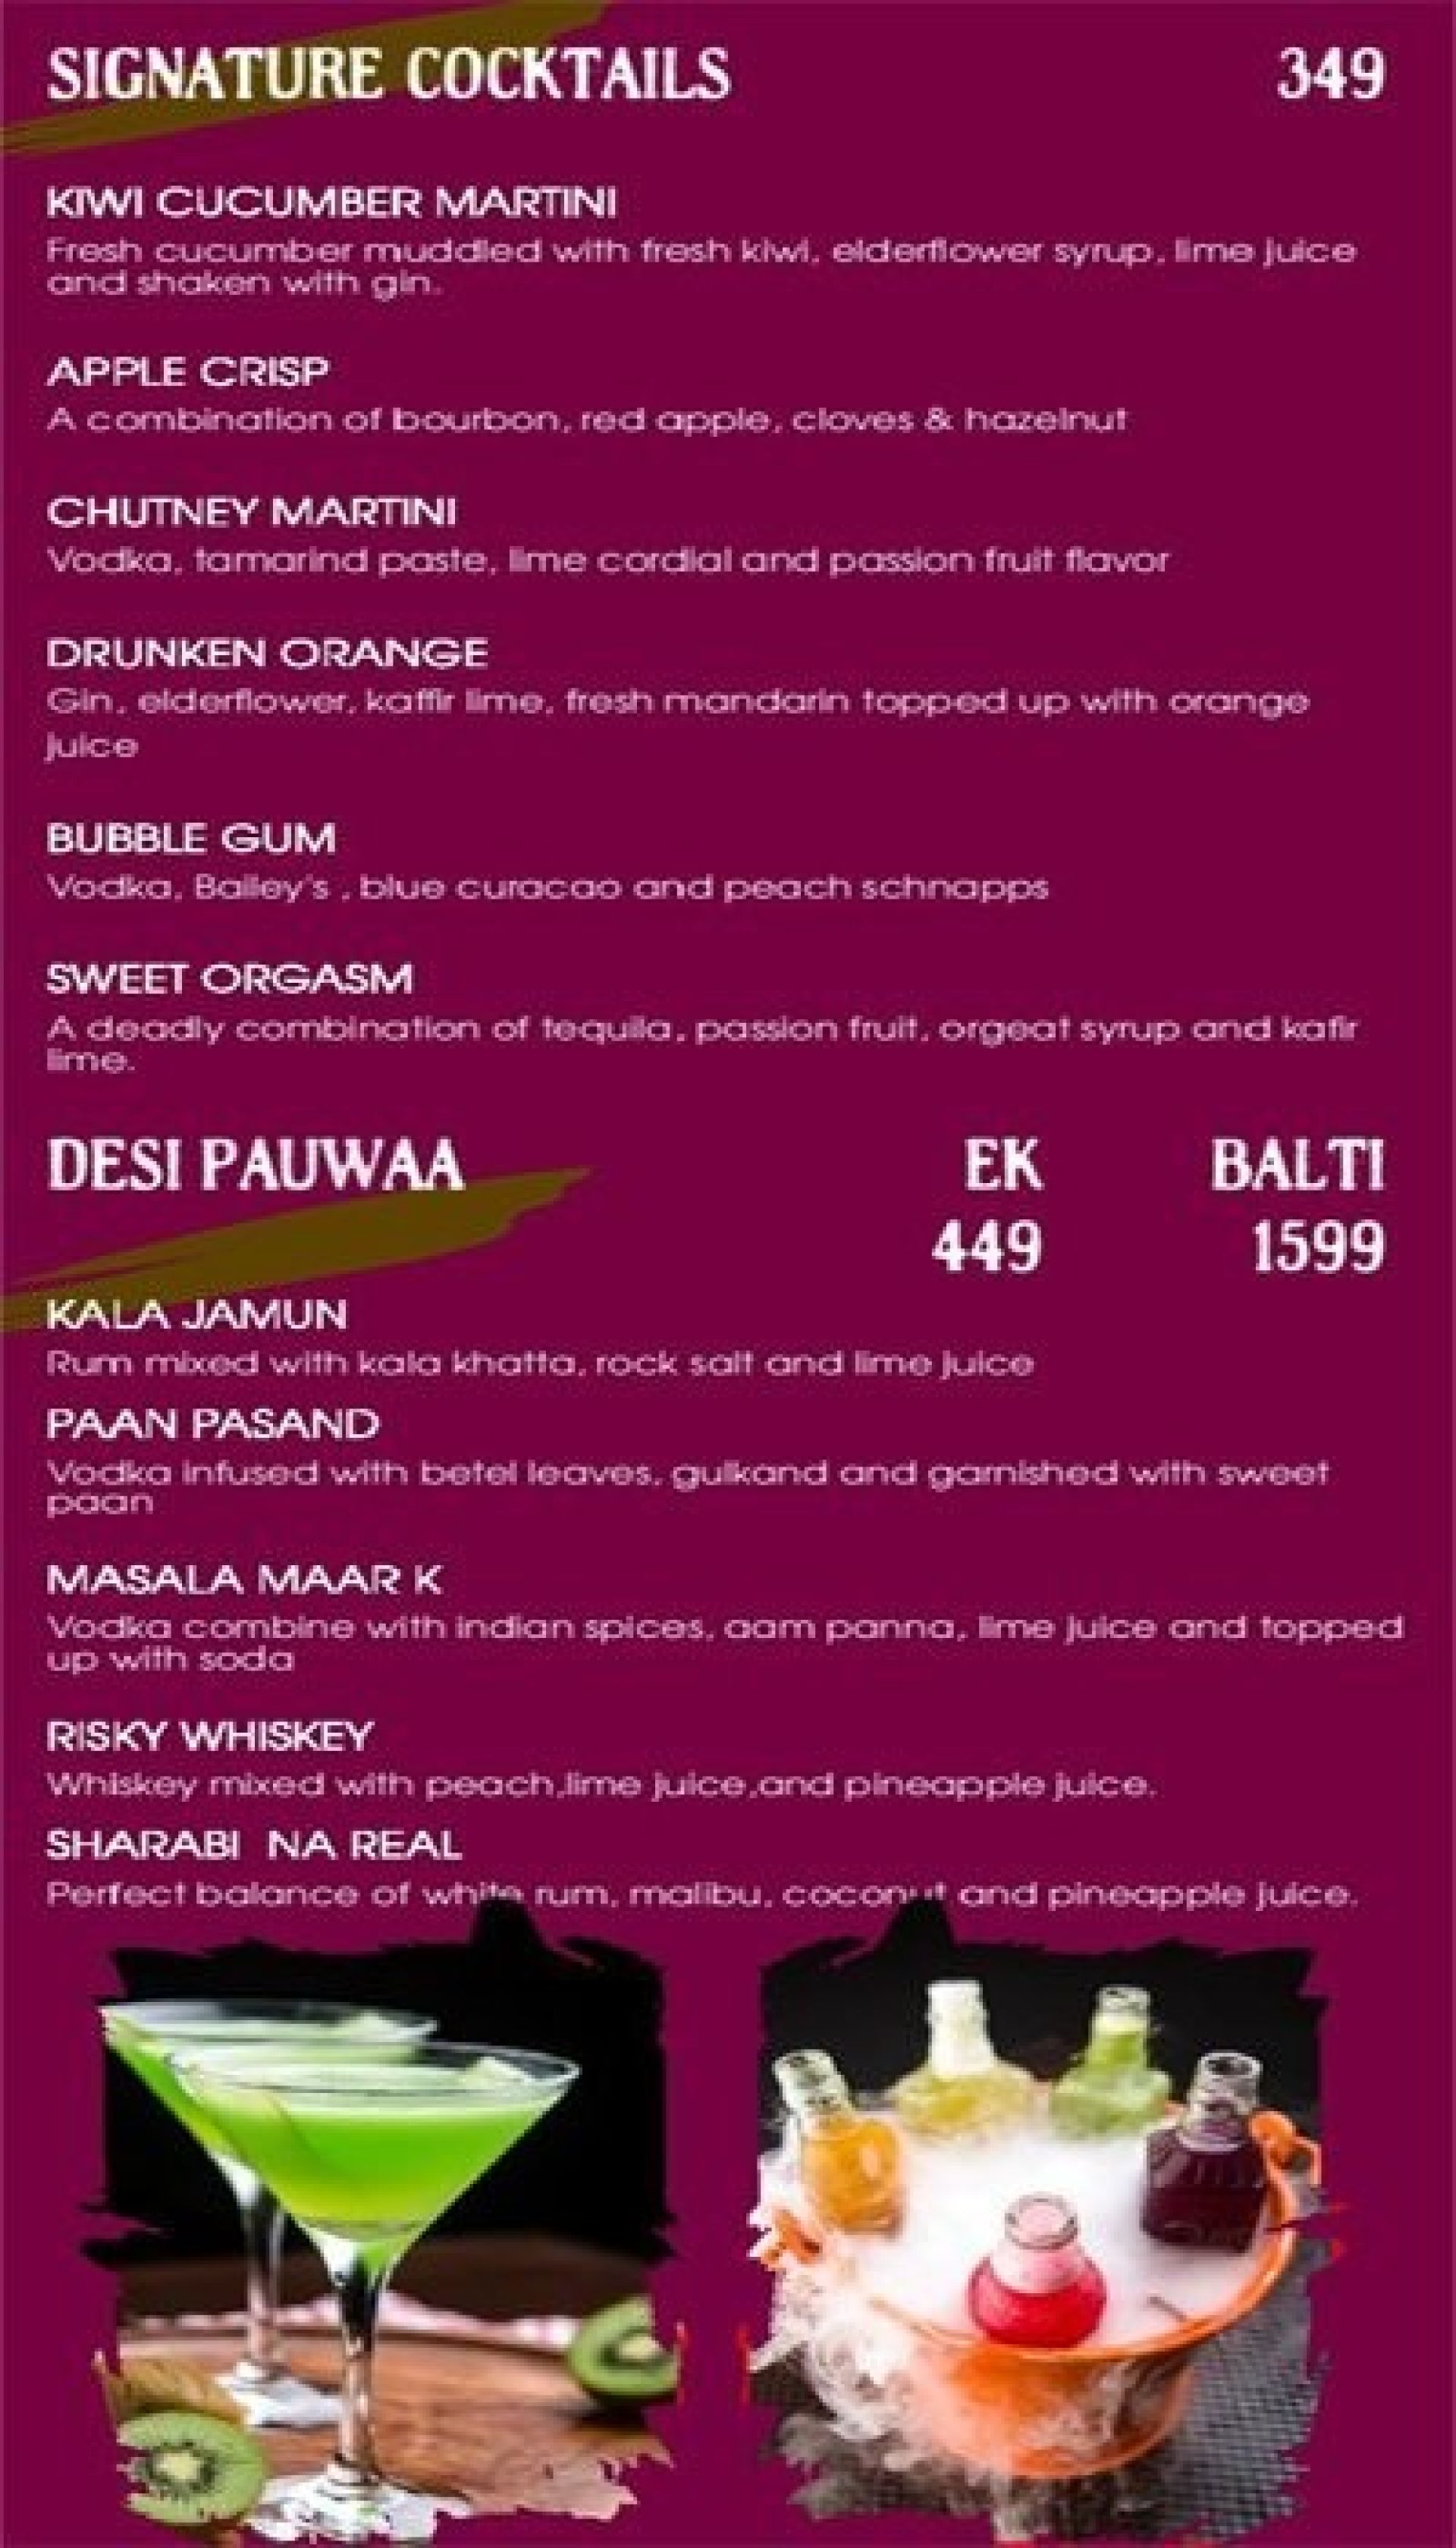 SIGNATURE COCKTAILS 349
KIWI CUCUMBER MARTINI
Fresh cucumber muddled with fresh kiwi, elderflower syrup, lime juice
and shaken with gin.
APPLE CRISP
A combination of bourbon, red apple, cloves & hazelnut
CHUTNEY MARTINI
Vodka, tamarind paste, lime cordial and passion fruit flavor
DRUNKEN ORANGE
Gin, elderflower, kaffir lime, fresh mandarin topped up with orange
juice
BUBBLE GUM
Vodka, Bailey's , blue curacao and peach schnapps
SWEET ORGASM
A deadly combination of tequila, passion fruit, orgeat syrup and kafir
lime.
DESI PAUWAA EK BALTI
449 1599
KALA JAMUN
Rum mixed with kala khatta, rock salt and lime juice
PAAN PASAND
Vodka infused with betel leaves, gulkand and garnished with sweet
paan
MASALA MAAR K
Vodka combine with indian spices, aam panna, lime juice and topped
up with soda
RISKY WHISKEY
Whiskey mixed with peach,lime juice,and pineapple juice.
SHARABI NA REAL
Perfect balance of white rum, malibu, coconut and pineapple juice.